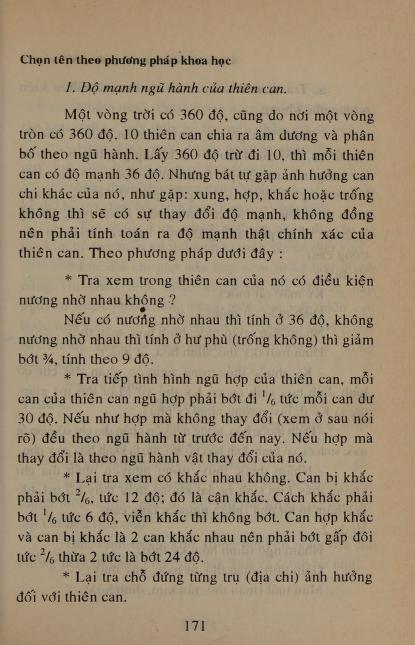 Chọn tên theo phương pháp khoa học
1. Độ mạnh ngũ hành của thiên can.
Một vòng trời có 360 độ, cũng do nơi một vòng
tròn có 360 độ. 10 thiên can chia ra âm dương và phân
bố theo ngũ hành. Lấy 360 độ trừ đi 10, thì mỗi thiên
can có độ mạnh 36 độ. Nhưng bát tự gặp ảnh hưởng can
chi khác của nó, như gặp: xung, hợp, khắc hoặc trống
không thì sẽ có sự thay đổi độ mạnh, không đồng
nên phải tính toán ra độ mạnh thật chính xác của
thiên can. Theo phương pháp dưới đây :
* Tra xem trong thiên can của nó có điều kiện
nương nhờ nhau không ?
Nếu có nương nhờ nhau thì tính ở 36 độ, không
nương nhờ nhau thì tính ở hư phù (trống không) thì giảm
bớt ¾, tính theo 9 độ.
* Tra tiếp tình hình ngũ hợp của thiên can, mỗi
can của thiên can ngũ hợp phải bớt đi 1/6 tức mỗi can dư
30 độ. Nếu như hợp mà không thay đổi (xem ở sau nói
rõ) đều theo ngũ hành từ trước đến nay. Nếu hợp mà
thay đổi là theo ngũ hành vật thay đổi của nó.
* Lại tra xem có khắc nhau không. Can bị khắc
phải bớt 2/6, tức 12 độ; đó là cận khắc. Cách khắc phải
bớt 1/6 tức 6 độ, viễn khắc thì không bớt. Can hợp khắc
và can bị khắc là 2 can khắc nhau nên phải bớt gấp đôi
tức 2/6 thừa 2 tức là bớt 24 độ.
* Lại tra chỗ đứng từng trụ (địa chi) ảnh hưởng
đối với thiên can.
171